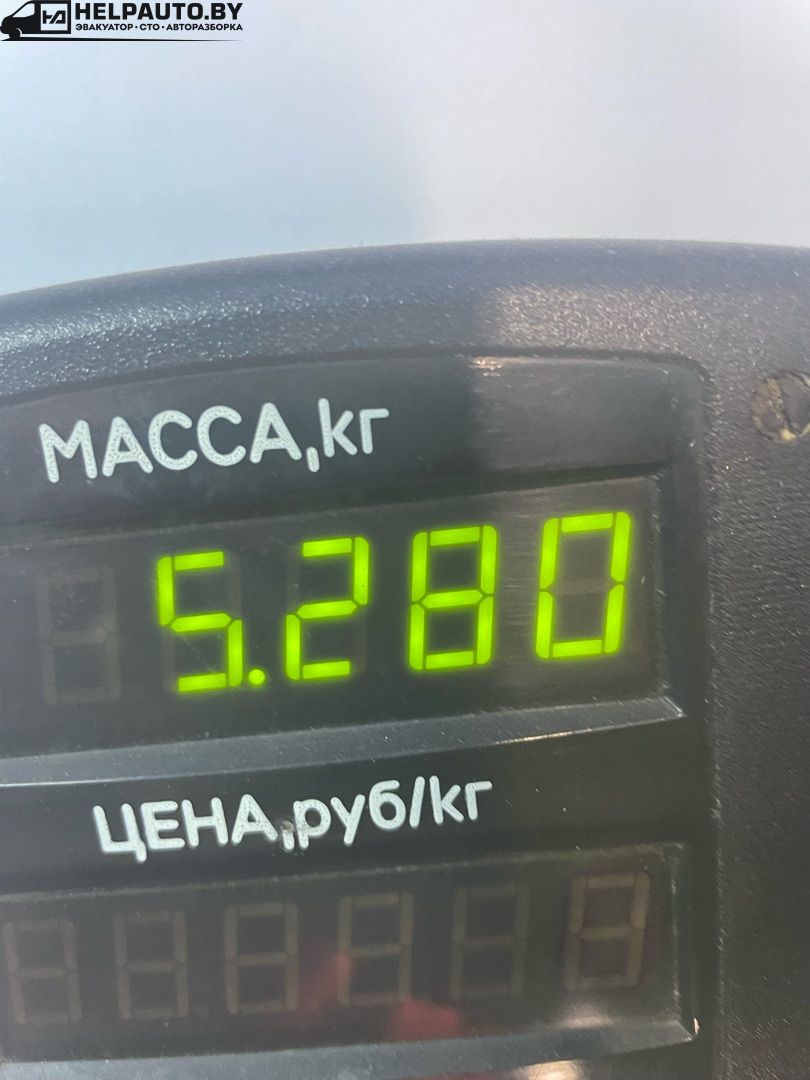 HELPAUTO.BY
ЭВАКУАТОР • СТО • АВТОРАЗБОРКА
МАССА,кг
5.280
ЦЕНА,руб/кг